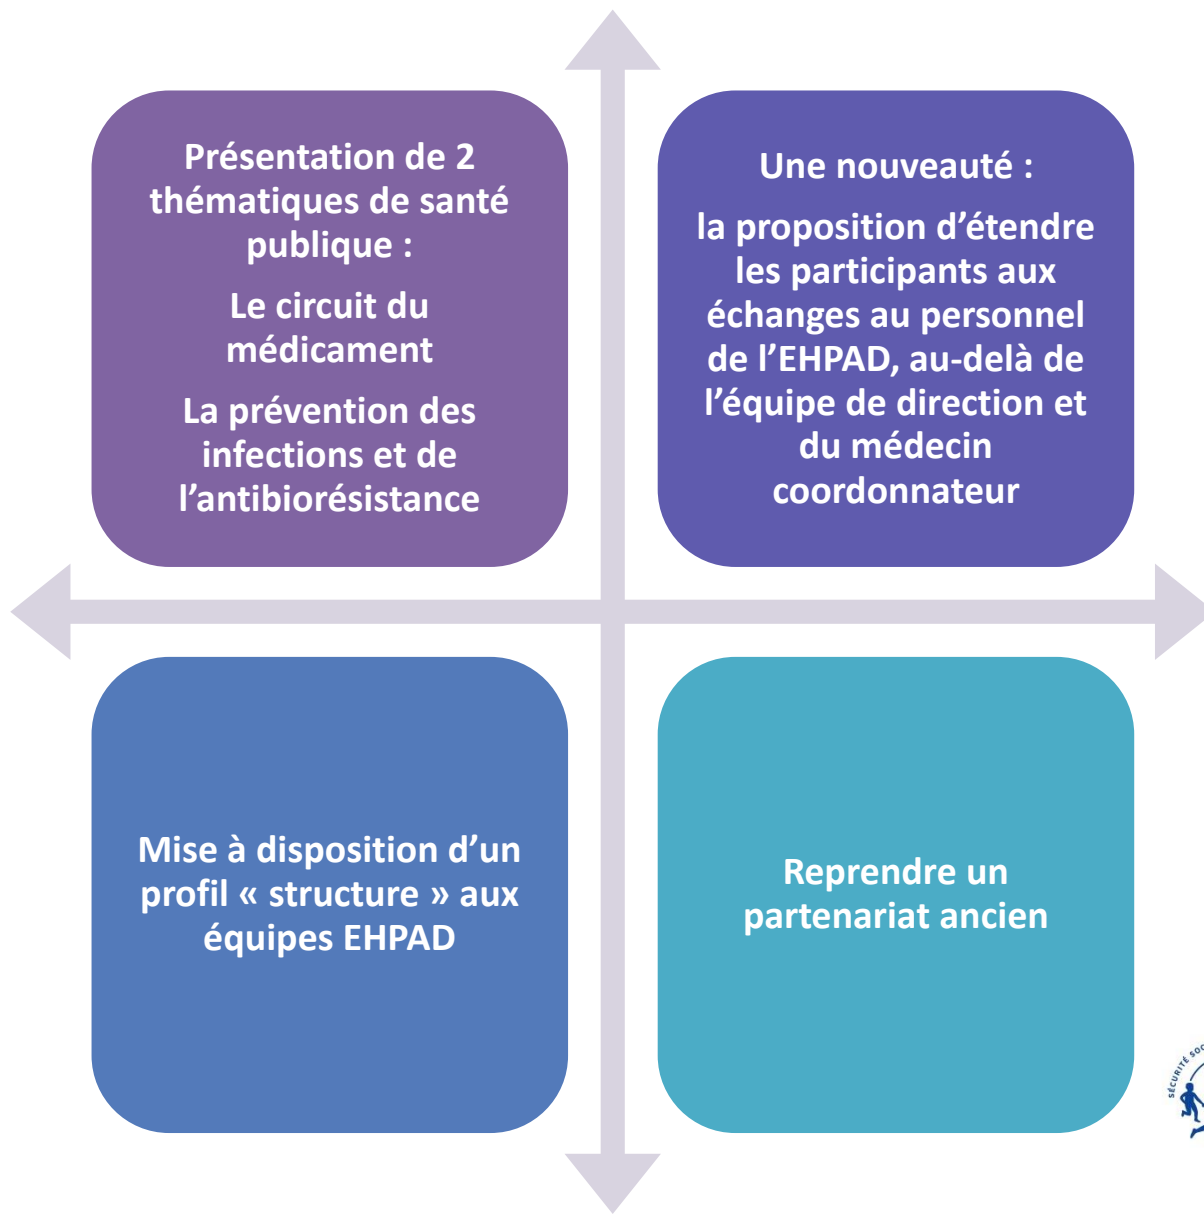 Présentation de 2
thématiques de santé
publique :
Le circuit du
médicament
La prévention des
infections et de
l’antibiorésistance
Une nouveauté :
la proposition d’étendre
les participants aux
échanges au personnel
de l’EHPAD, au-delà de
l’équipe de direction et
du médecin
coordonnateur
Mise à disposition d’un
profil « structure » aux
équipes EHPAD
Reprendre un
partenariat ancien
SÉCURITÉ